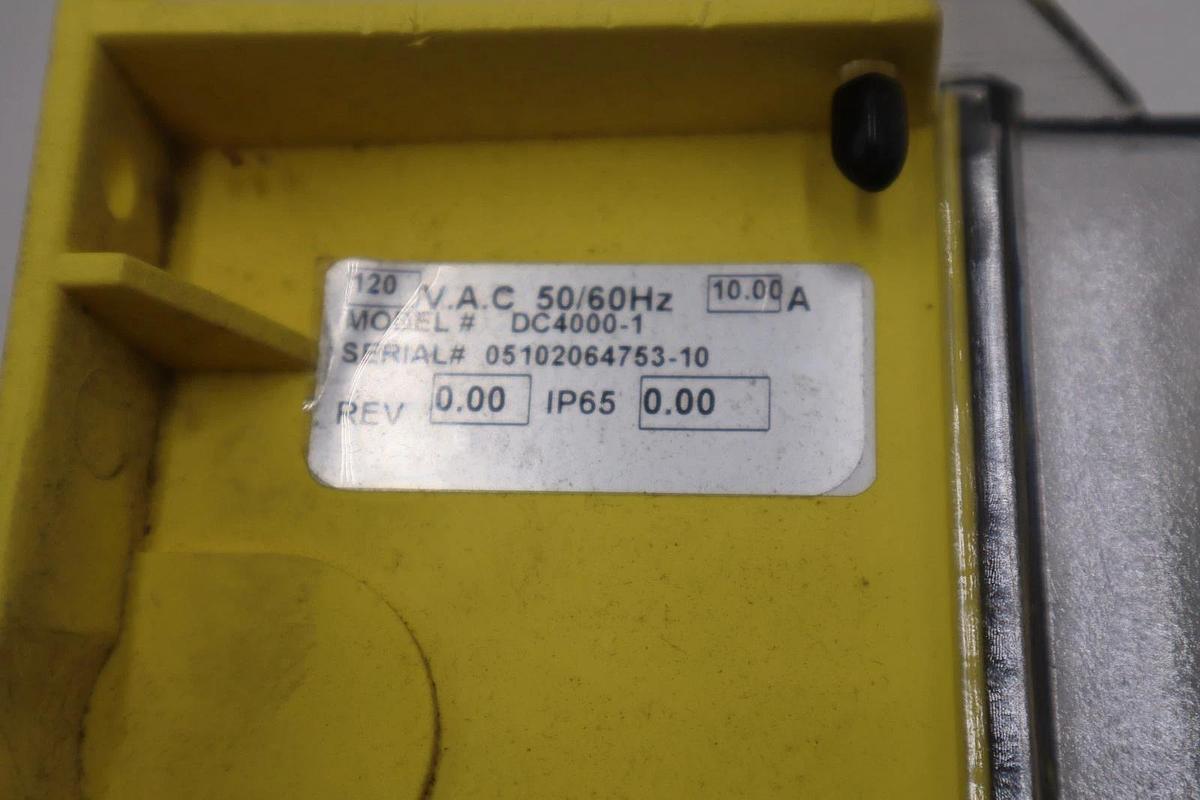 120 V.A.C 50/60Hz 10.00 A
MODEL # DC4000-1
SERIAL# 05102064753-10
REV 0.00 IP65 0.00